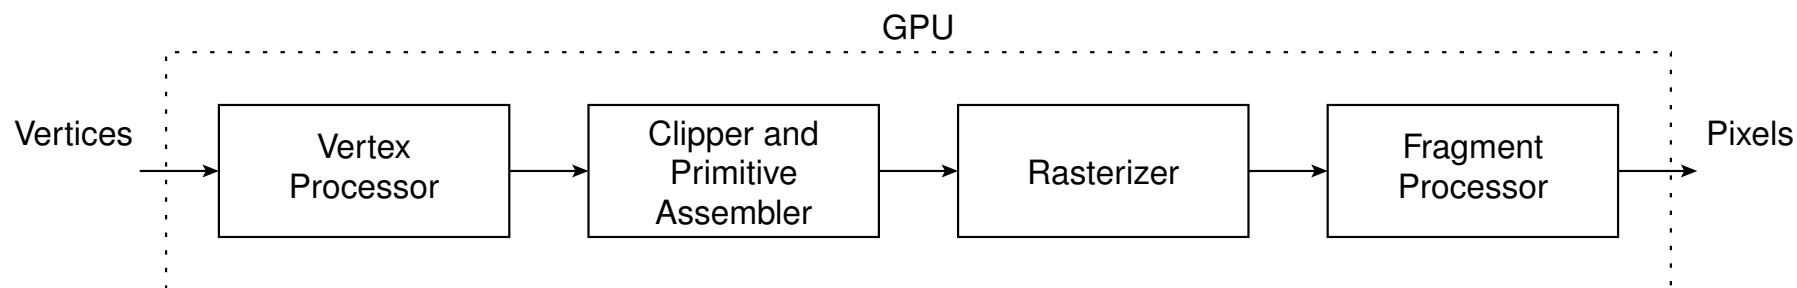 GPU
Vertices
Vertex
Processor
Clipper and
Primitive
Assembler
Rasterizer
Fragment
Processor
Pixels